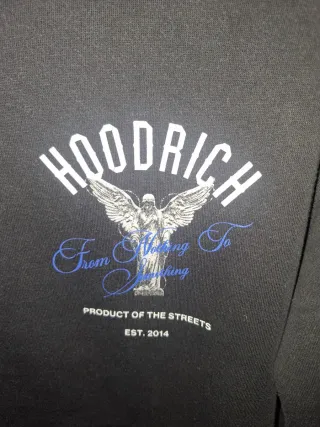 HOODRICH
From Nothing To
Something
PRODUCT OF THE STREETS
EST. 2014